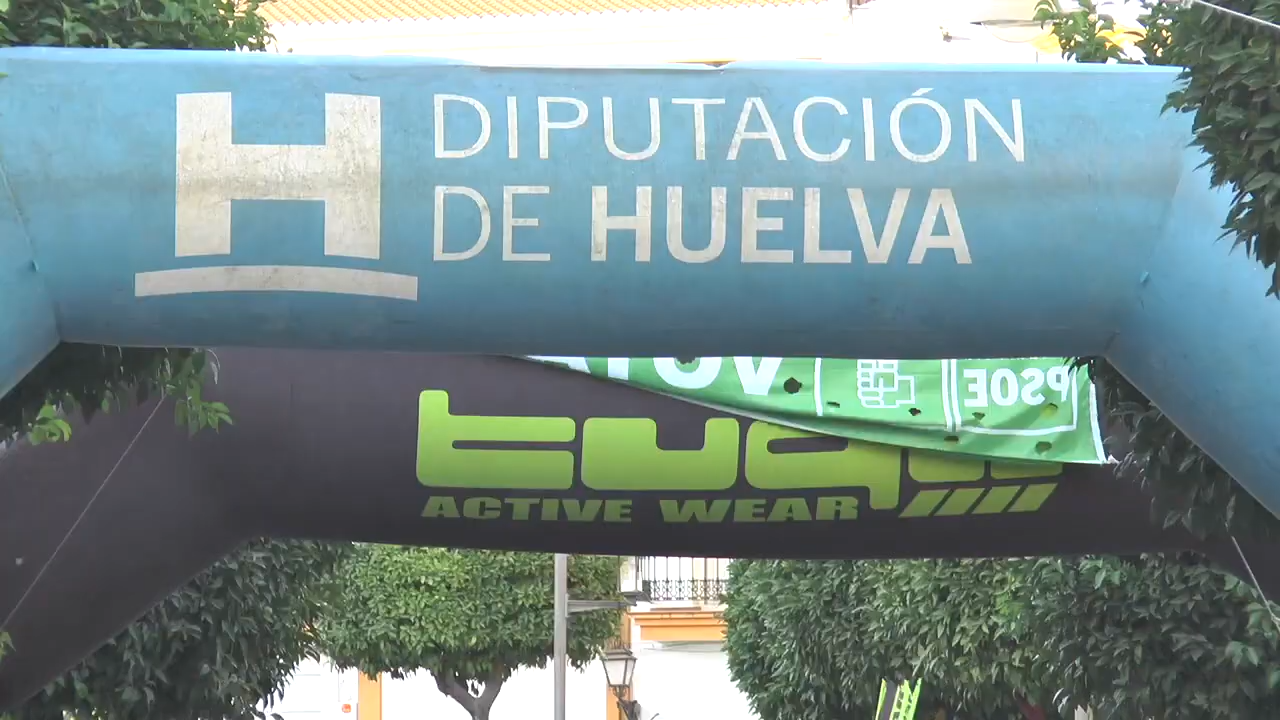 H
DIPUTACIÓN
DE HUELVA
PSOE
ACTIVE WEAR